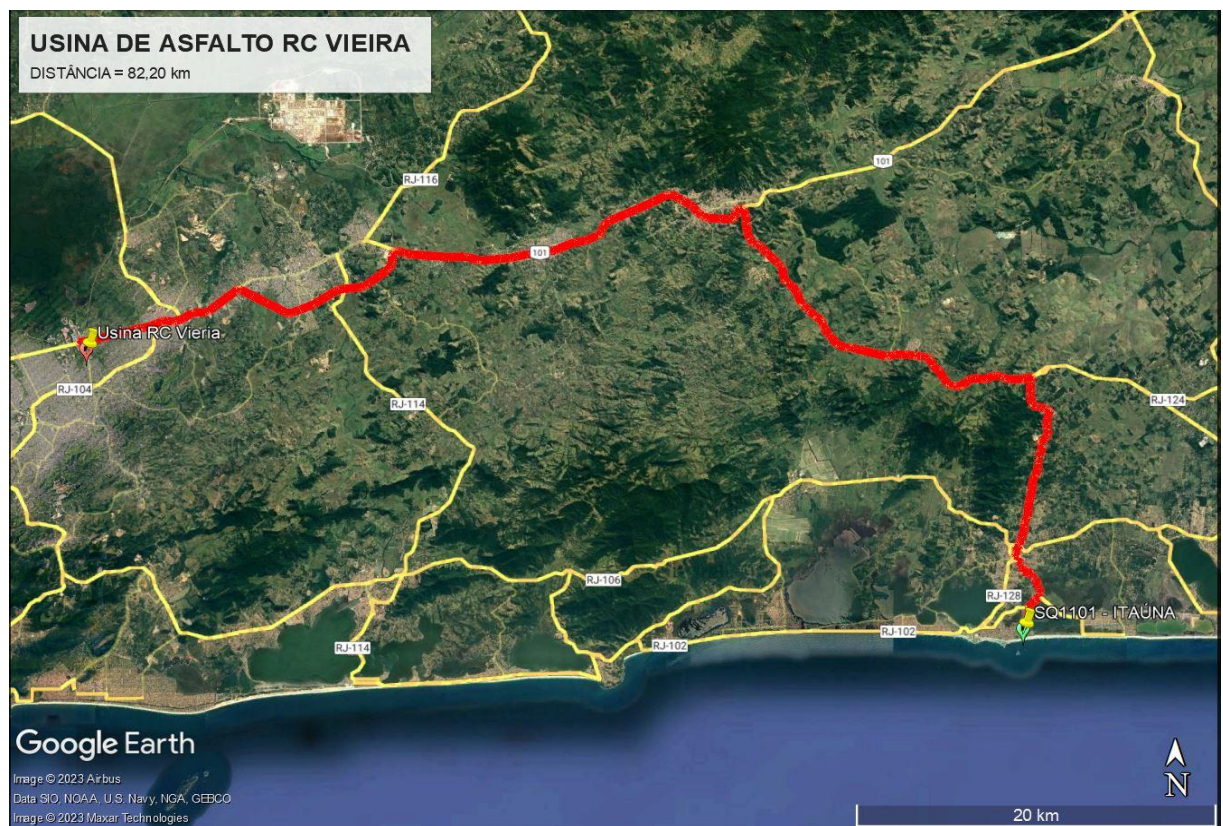 USINA DE ASFALTO RC VIEIRA
DISTÂNCIA = 82,20 km
101
RJ-116
101
Usina RC Vieria
RJ-104
RJ-114
RJ-124
RJ-106
RJ-128
SQ1101 - ITAÚNA
RJ-102
RJ-102
RJ-114
Google Earth
Image © 2023 Airbus
Data SIO, NOAA, U.S. Navy, NGA, GEBCO
Image © 2023 Maxar Technologies
N
20 km